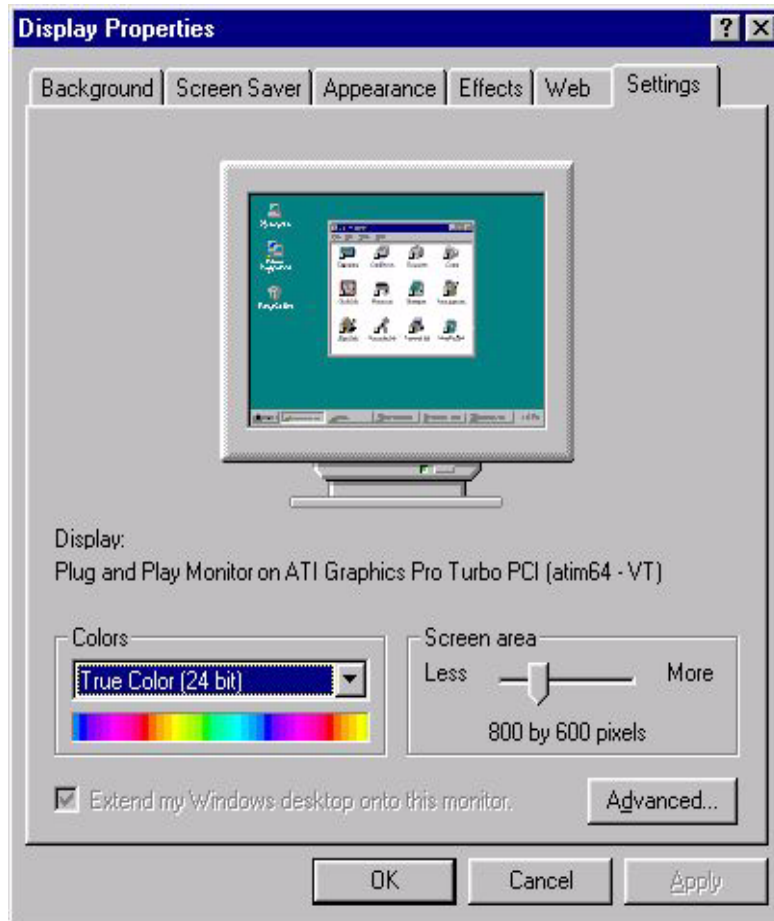 Display Properties
Background Screen Saver Appearance Effects Web Settings
Display:
Plug and Play Monitor on ATI Graphics Pro Turbo PCI (atim64 - VT)
Colors
True Color (24 bit)
Screen area
Less More
800 by 600 pixels
Extend my Windows desktop onto this monitor.
Advanced...
OK Cancel Apply